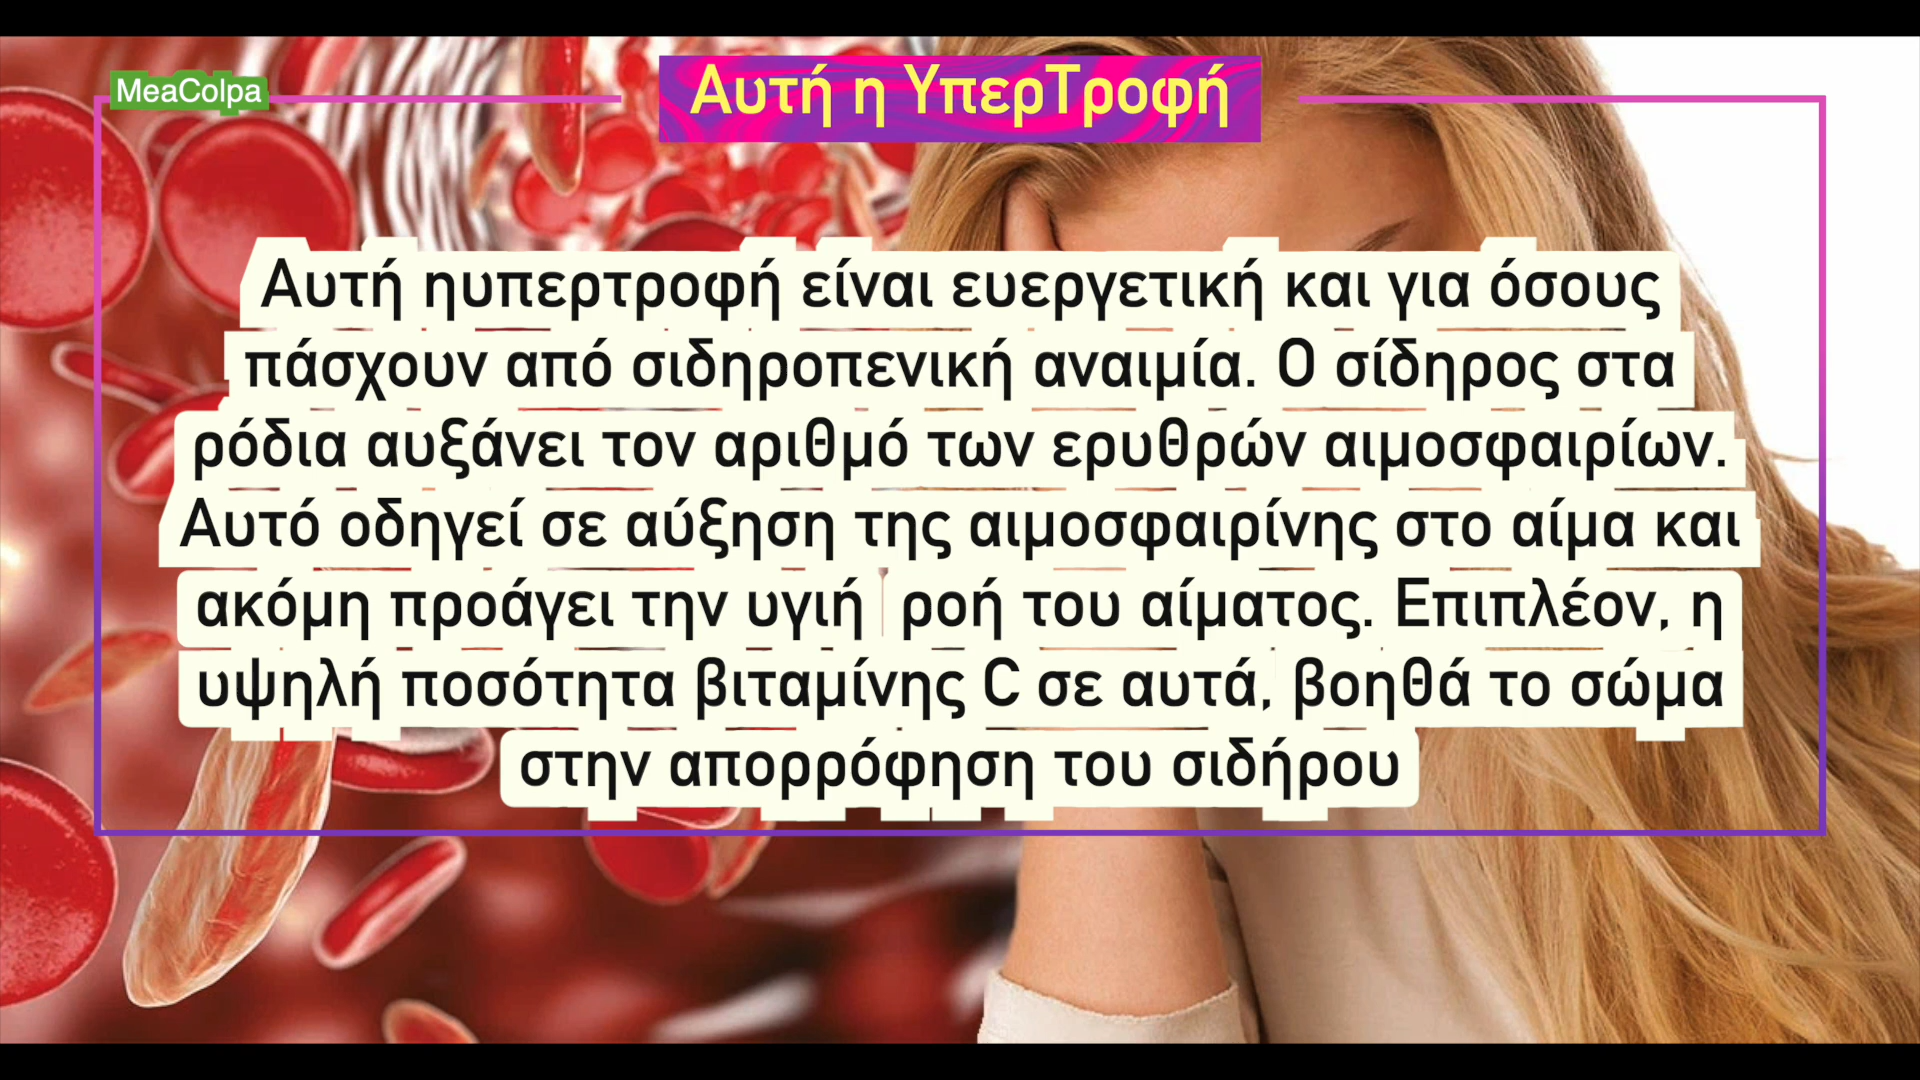 MeaColpa
Αυτή η ΥπερΤροφή
Αυτή ηυπερτροφή είναι ευεργετική και για όσους
πάσχουν από σιδηροπενική αναιμία. Ο σίδηρος στα
ρόδια αυξάνει τον αριθμό των ερυθρών αιμοσφαιρίων.
Αυτό οδηγεί σε αύξηση της αιμοσφαιρίνης στο αίμα και
ακόμη προάγει την υγιή ροή του αίματος. Επιπλέον, η
υψηλή ποσότητα βιταμίνης C σε αυτά, βοηθά το σώμα
στην απορρόφηση του σιδήρου